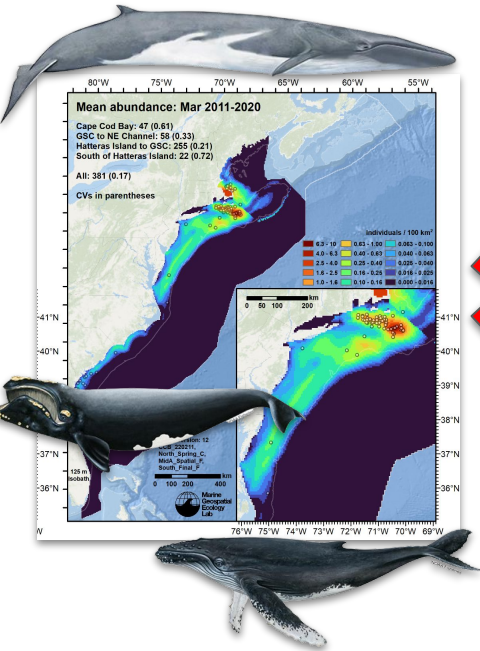 80°W 75°W 70°W 65°W 60°W 55°W
Mean abundance: Mar 2011-2020
Cape Cod Bay: 47 (0.61)
GSC to NE Channel: 58 (0.33)
Hatteras Island to GSC: 255 (0.21)
South of Hatteras Island: 22 (0.72)
All: 381 (0.17)
CVs in parentheses
individuals / 100 km²
6.3 - 10 0.63 - 1.00 0.063 - 0.100
4.0 - 6.3 0.40 - 0.63 0.040 - 0.063
2.5 - 4.0 0.25 - 0.40 0.025 - 0.040
1.6 - 2.5 0.16 - 0.25 0.016 - 0.025
1.0 - 1.6 0.10 - 0.16 0.000 - 0.016
km
0 50 100 200
41°N 41°N
40°N 40°N
39°N
38°N
37°N 37°N
36°N 36°N
125 m
isobath
12
220211,
North_Spring_C,
MidA_Spatial_F,
South_Final_F
km
0 100 200 400
Marine
Geospatial
Ecology
Lab
W 76°W 75°W 74°W 73°W 72°W 71°W 70°W 69°W